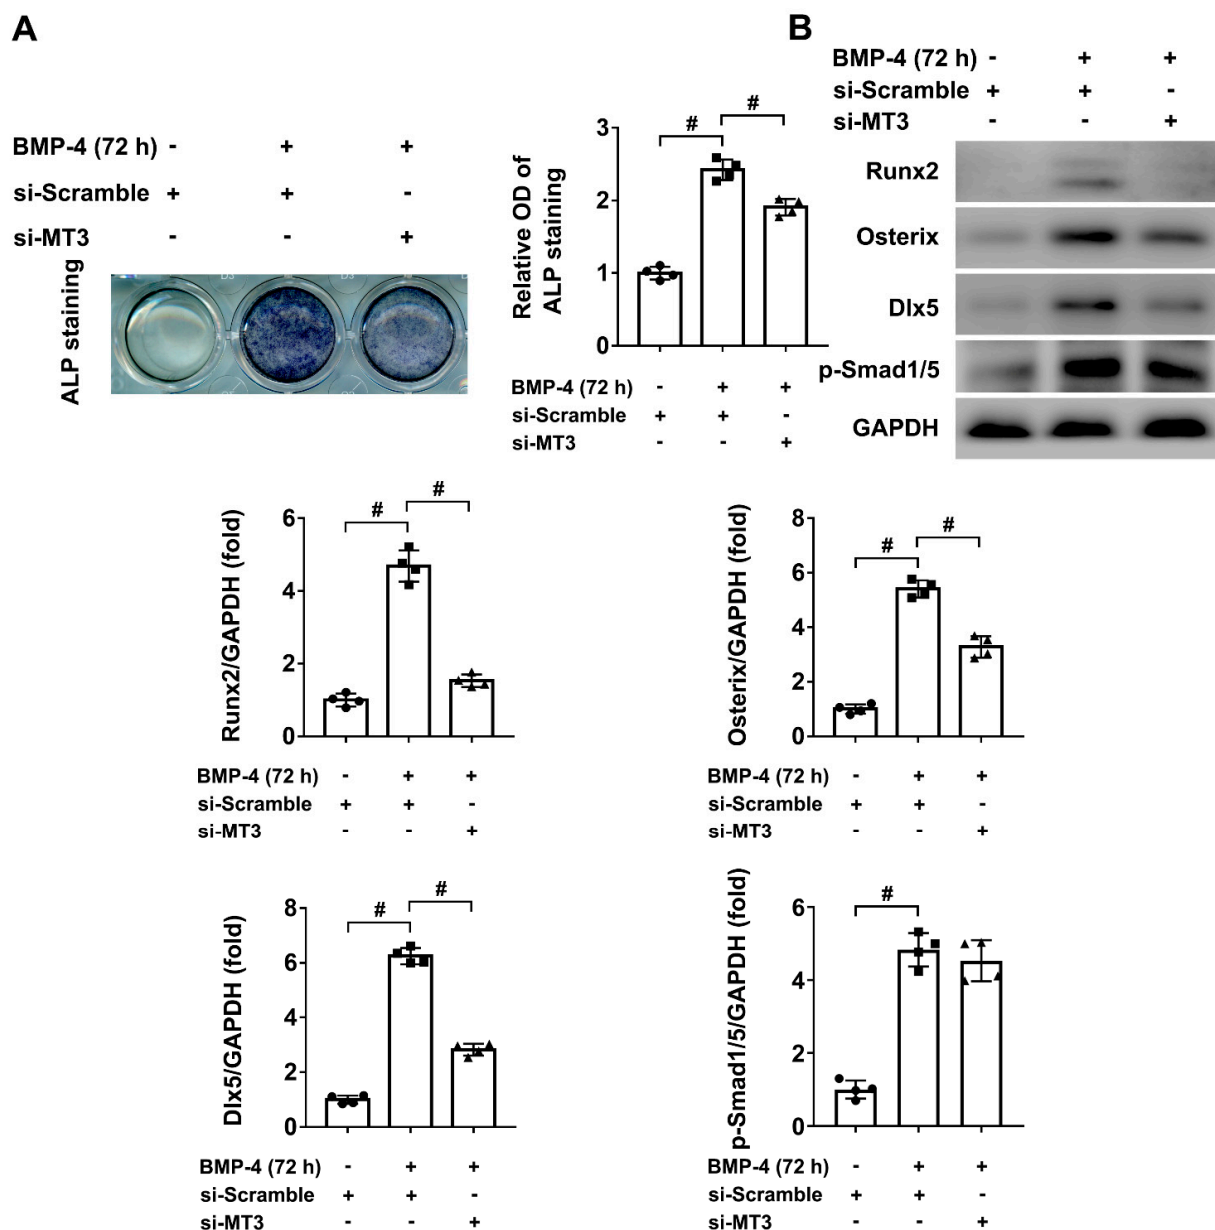 A
BMP-4 (72 h) - + +
si-Scramble + + -
si-MT3 - - +
ALP staining
Relative OD of
ALP staining
3
2
1
0
# #
BMP-4 (72 h) - + +
si-Scramble + + -
si-MT3 - - +
B
BMP-4 (72 h) - + +
si-Scramble + + -
si-MT3 - - +
Runx2
Osterix
Dlx5
p-Smad1/5
GAPDH
Runx2/GAPDH (fold)
6
4
2
0
# #
BMP-4 (72 h) - + +
si-Scramble + + -
si-MT3 - - +
Osterix/GAPDH (fold)
8
6
4
2
0
# #
BMP-4 (72 h) - + +
si-Scramble + + -
si-MT3 - - +
Dlx5/GAPDH (fold)
8
6
4
2
0
# #
BMP-4 (72 h) - + +
si-Scramble + + -
si-MT3 - - +
p-Smad1/5/GAPDH (fold)
6
4
2
0
#
BMP-4 (72 h) - + +
si-Scramble + + -
si-MT3 - - +